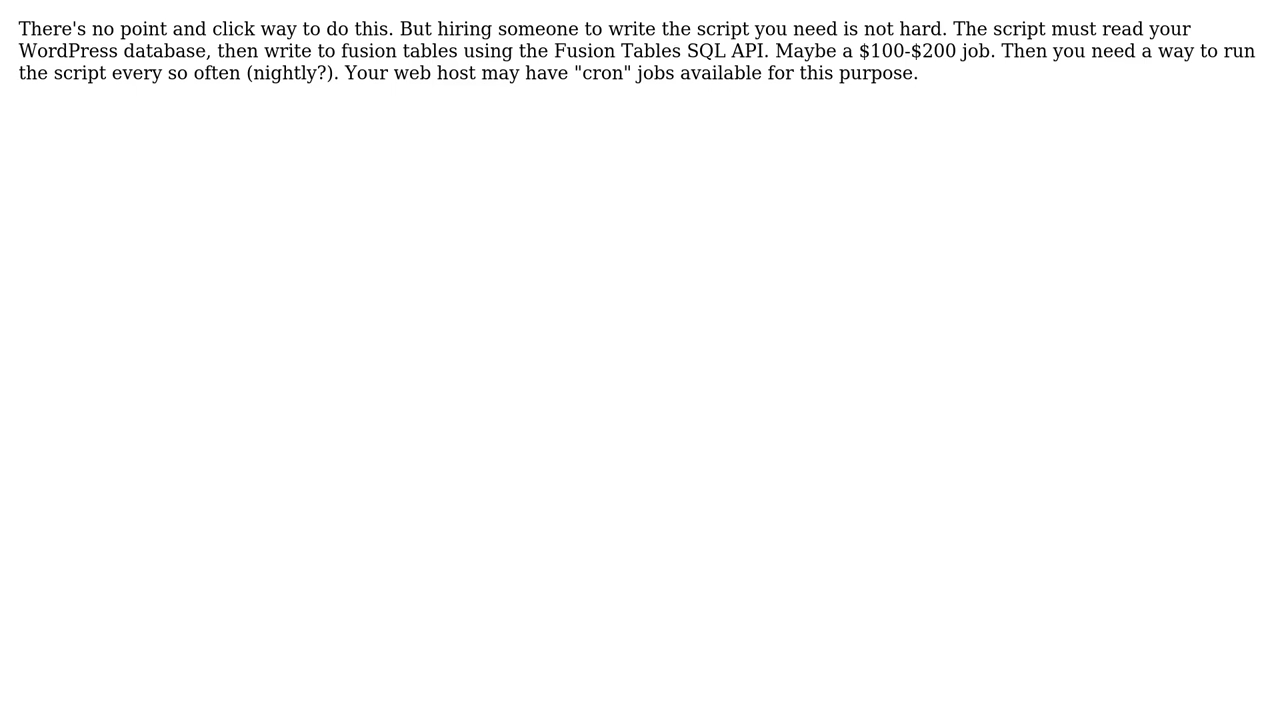 There's no point and click way to do this. But hiring someone to write the script you need is not hard. The script must read your
WordPress database, then write to fusion tables using the Fusion Tables SQL API. Maybe a $100-$200 job. Then you need a way to run
the script every so often (nightly?). Your web host may have "cron" jobs available for this purpose.